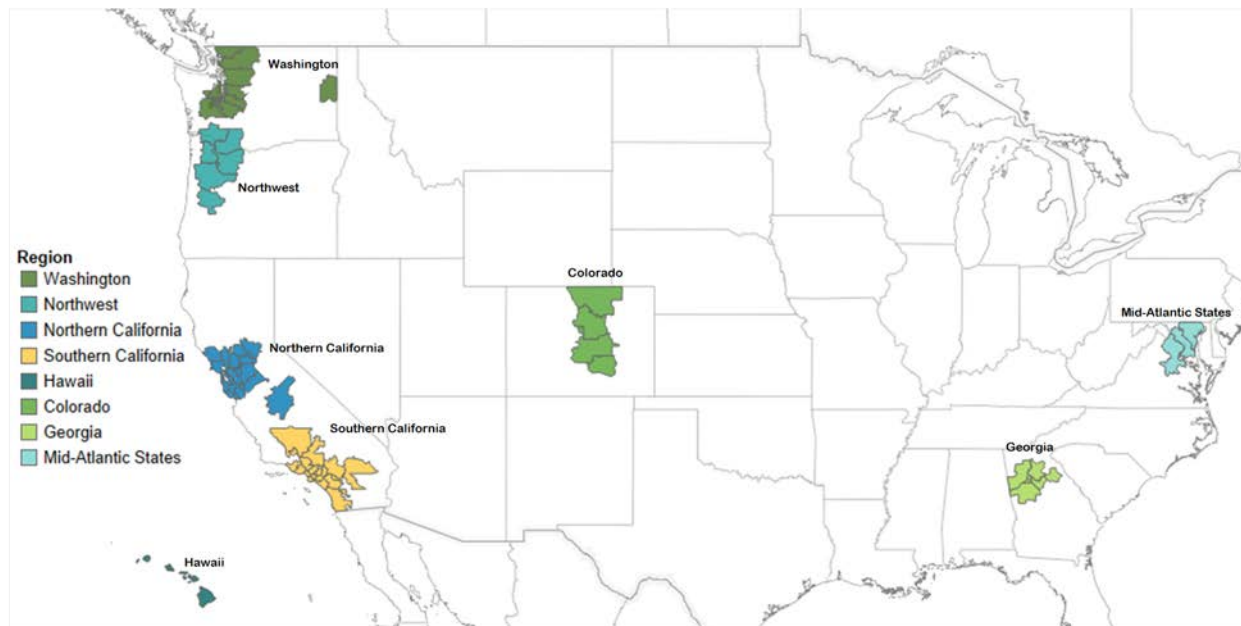 Washington
Northwest
Region
Washington
Northwest
Northern California
Southern California
Hawaii
Colorado
Georgia
Mid-Atlantic States
Colorado
Mid-Atlantic States
Northern California
Southern California
Georgia
Hawaii